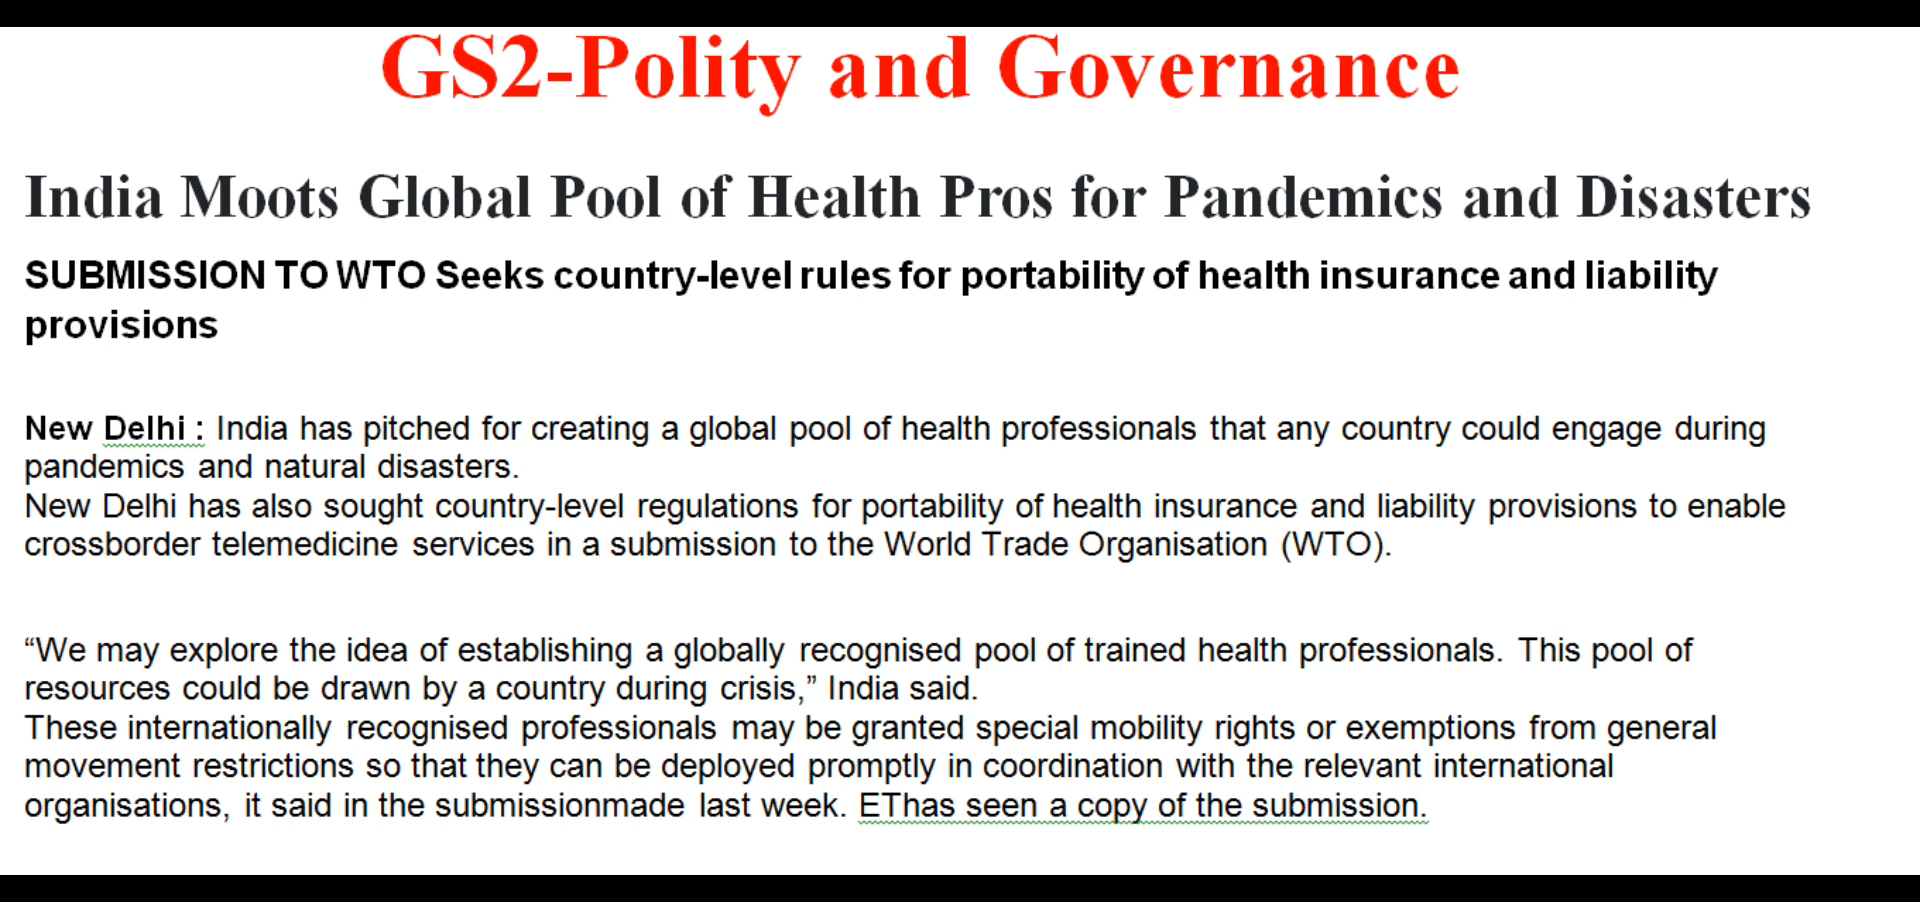 GS2-Polity and Governance
India Moots Global Pool of Health Pros for Pandemics and Disasters
SUBMISSION TO WTO Seeks country-level rules for portability of health insurance and liability
provisions
New Delhi : India has pitched for creating a global pool of health professionals that any country could engage during
pandemics and natural disasters.
New Delhi has also sought country-level regulations for portability of health insurance and liability provisions to enable
crossborder telemedicine services in a submission to the World Trade Organisation (WTO).
“We may explore the idea of establishing a globally recognised pool of trained health professionals. This pool of
resources could be drawn by a country during crisis,” India said.
These internationally recognised professionals may be granted special mobility rights or exemptions from general
movement restrictions so that they can be deployed promptly in coordination with the relevant international
organisations, it said in the submissionmade last week. EThas seen a copy of the submission.